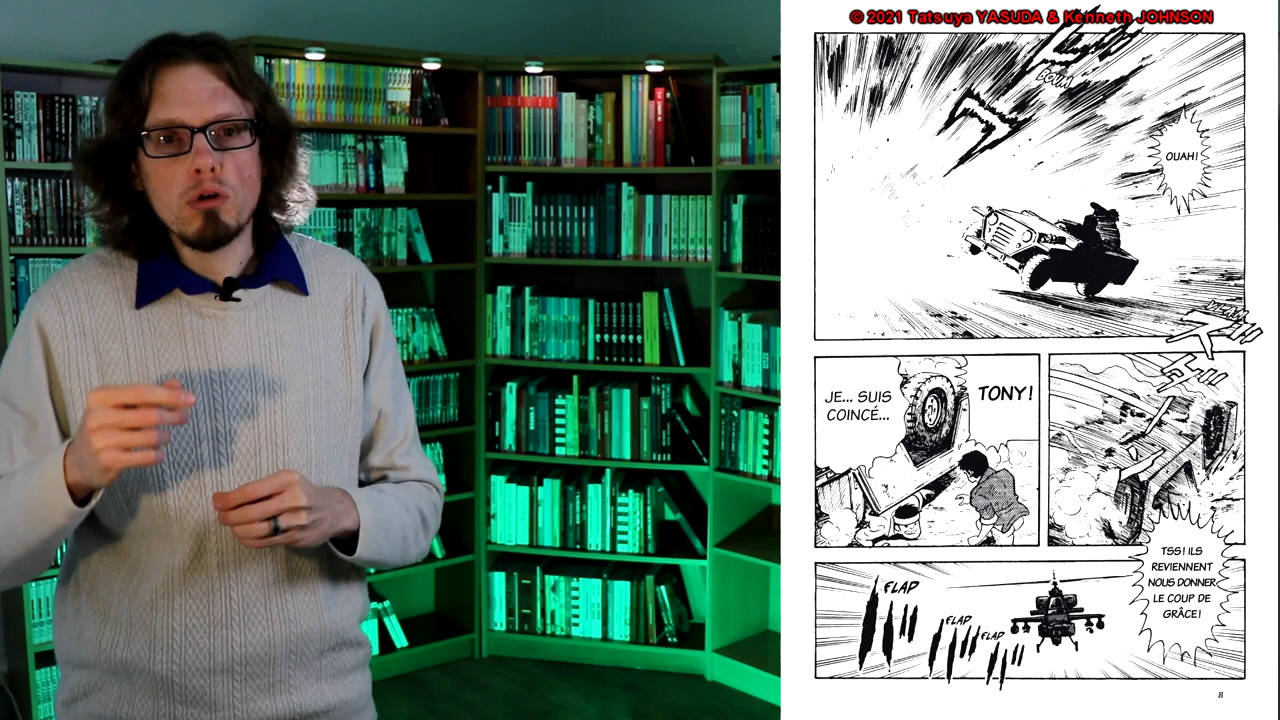 © 2021 Tatsuya YASUDA & Kenneth JOHNSON
OUAH!
JE... SUIS
COINCÉ...
TONY!
TSS! ILS
REVIENNENT
NOUS DONNER
LE COUP DE
GRÂCE!
FLAP
FLAP
FLAP
8